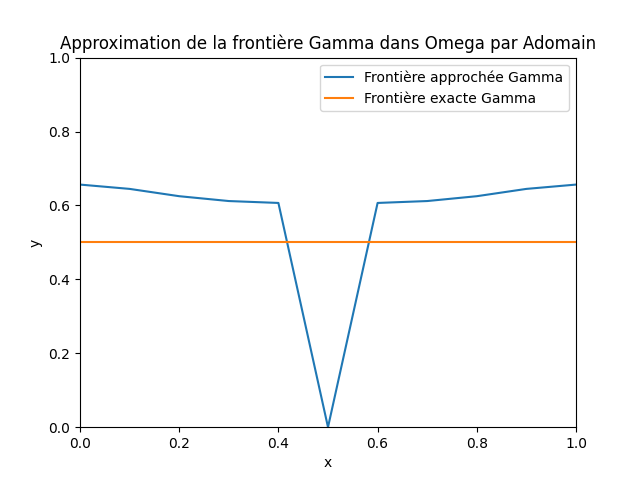 Approximation de la frontière Gamma dans Omega par Adomain
Frontière approchée Gamma
Frontière exacte Gamma
1.0
0.8
0.6
0.4
0.2
0.0
y
0.0 0.2 0.4 0.6 0.8 1.0
x